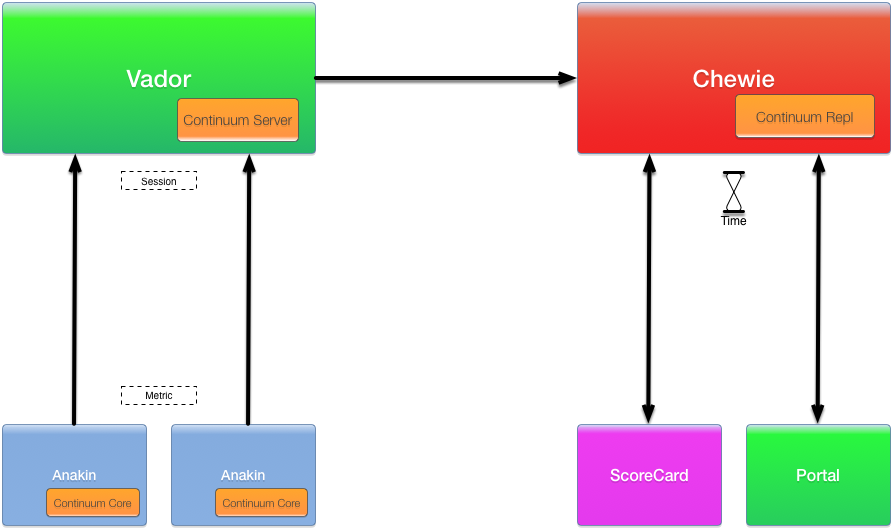 Vador
Continuum Server
Chewie
Continuum Repl
Session
Time
Metric
Anakin
Continuum Core
Anakin
Continuum Core
ScoreCard
Portal